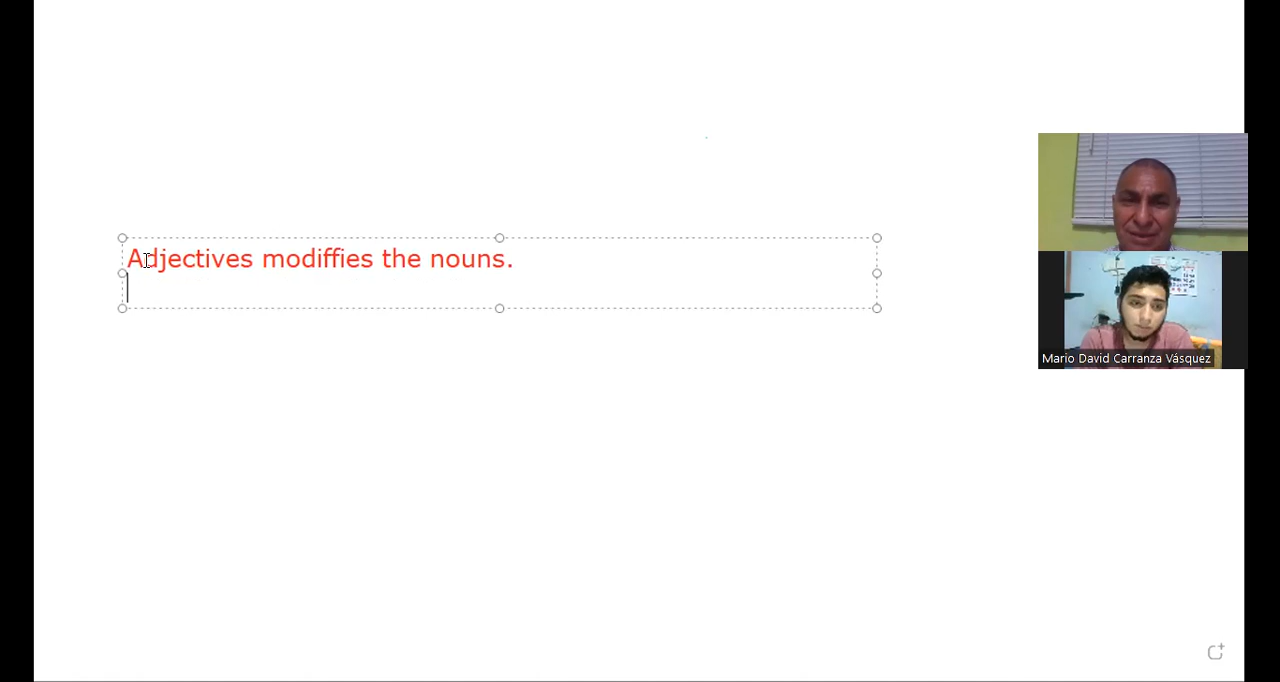 Adjectives modiffies the nouns.
Mario David Carranza Vásquez